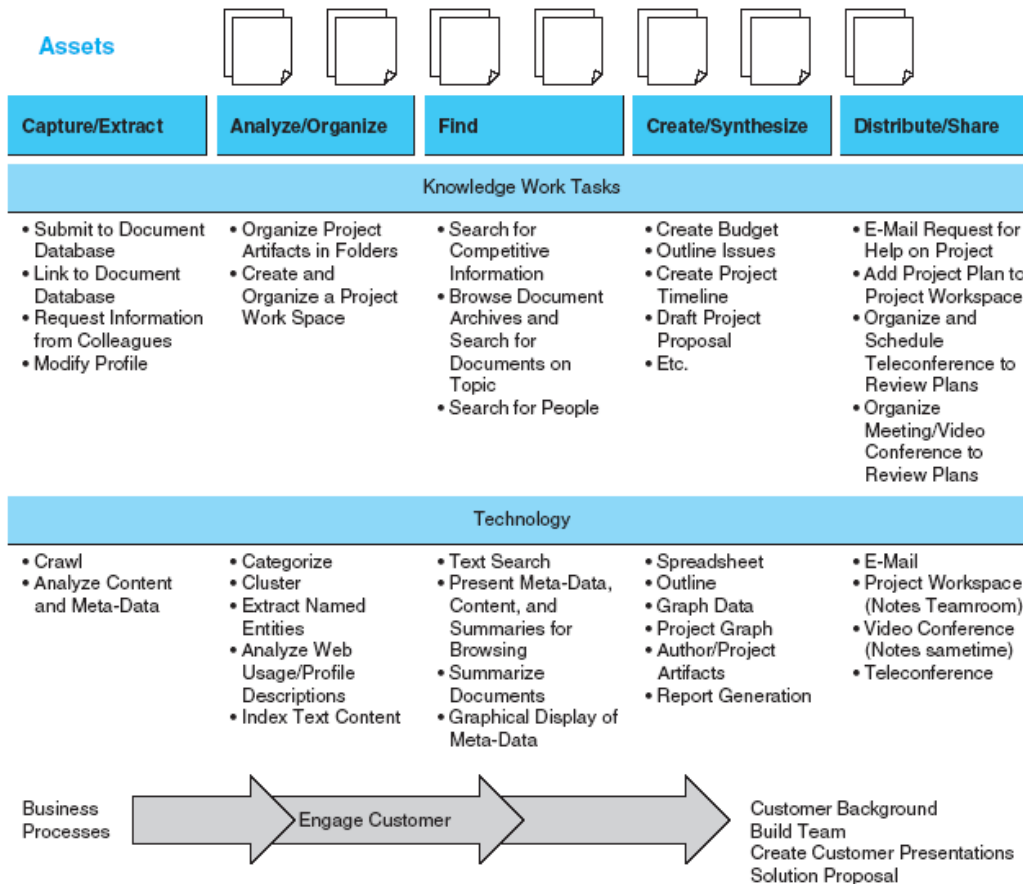 Assets
Capture/Extract
Analyze/Organize
Find
Create/Synthesize
Distribute/Share
Knowledge Work Tasks
• Submit to Document
Database
• Link to Document
Database
• Request Information
from Colleagues
• Modify Profile
• Organize Project
Artifacts in Folders
• Create and
Organize a Project
Work Space
• Search for
Competitive
Information
• Browse Document
Archives and
Search for
Documents on
Topic
• Search for People
• Create Budget
• Outline Issues
• Create Project
Timeline
• Draft Project
Proposal
• Etc.
• E-Mail Request for
Help on Project
• Add Project Plan to
Project Workspace
• Organize and
Schedule
Teleconference to
Review Plans
• Organize
Meeting/Video
Conference to
Review Plans
Technology
• Crawl
• Analyze Content
and Meta-Data
• Categorize
• Cluster
• Extract Named
Entities
• Analyze Web
Usage/Profile
Descriptions
• Index Text Content
• Text Search
• Present Meta-Data,
Content, and
Summaries for
Browsing
• Summarize
Documents
• Graphical Display of
Meta-Data
• Spreadsheet
• Outline
• Graph Data
• Project Graph
• Author/Project
Artifacts
• Report Generation
• E-Mail
• Project Workspace
(Notes Teamroom)
• Video Conference
(Notes sametime)
• Teleconference
Business
Processes
Engage Customer
Customer Background
Build Team
Create Customer Presentations
Solution Proposal